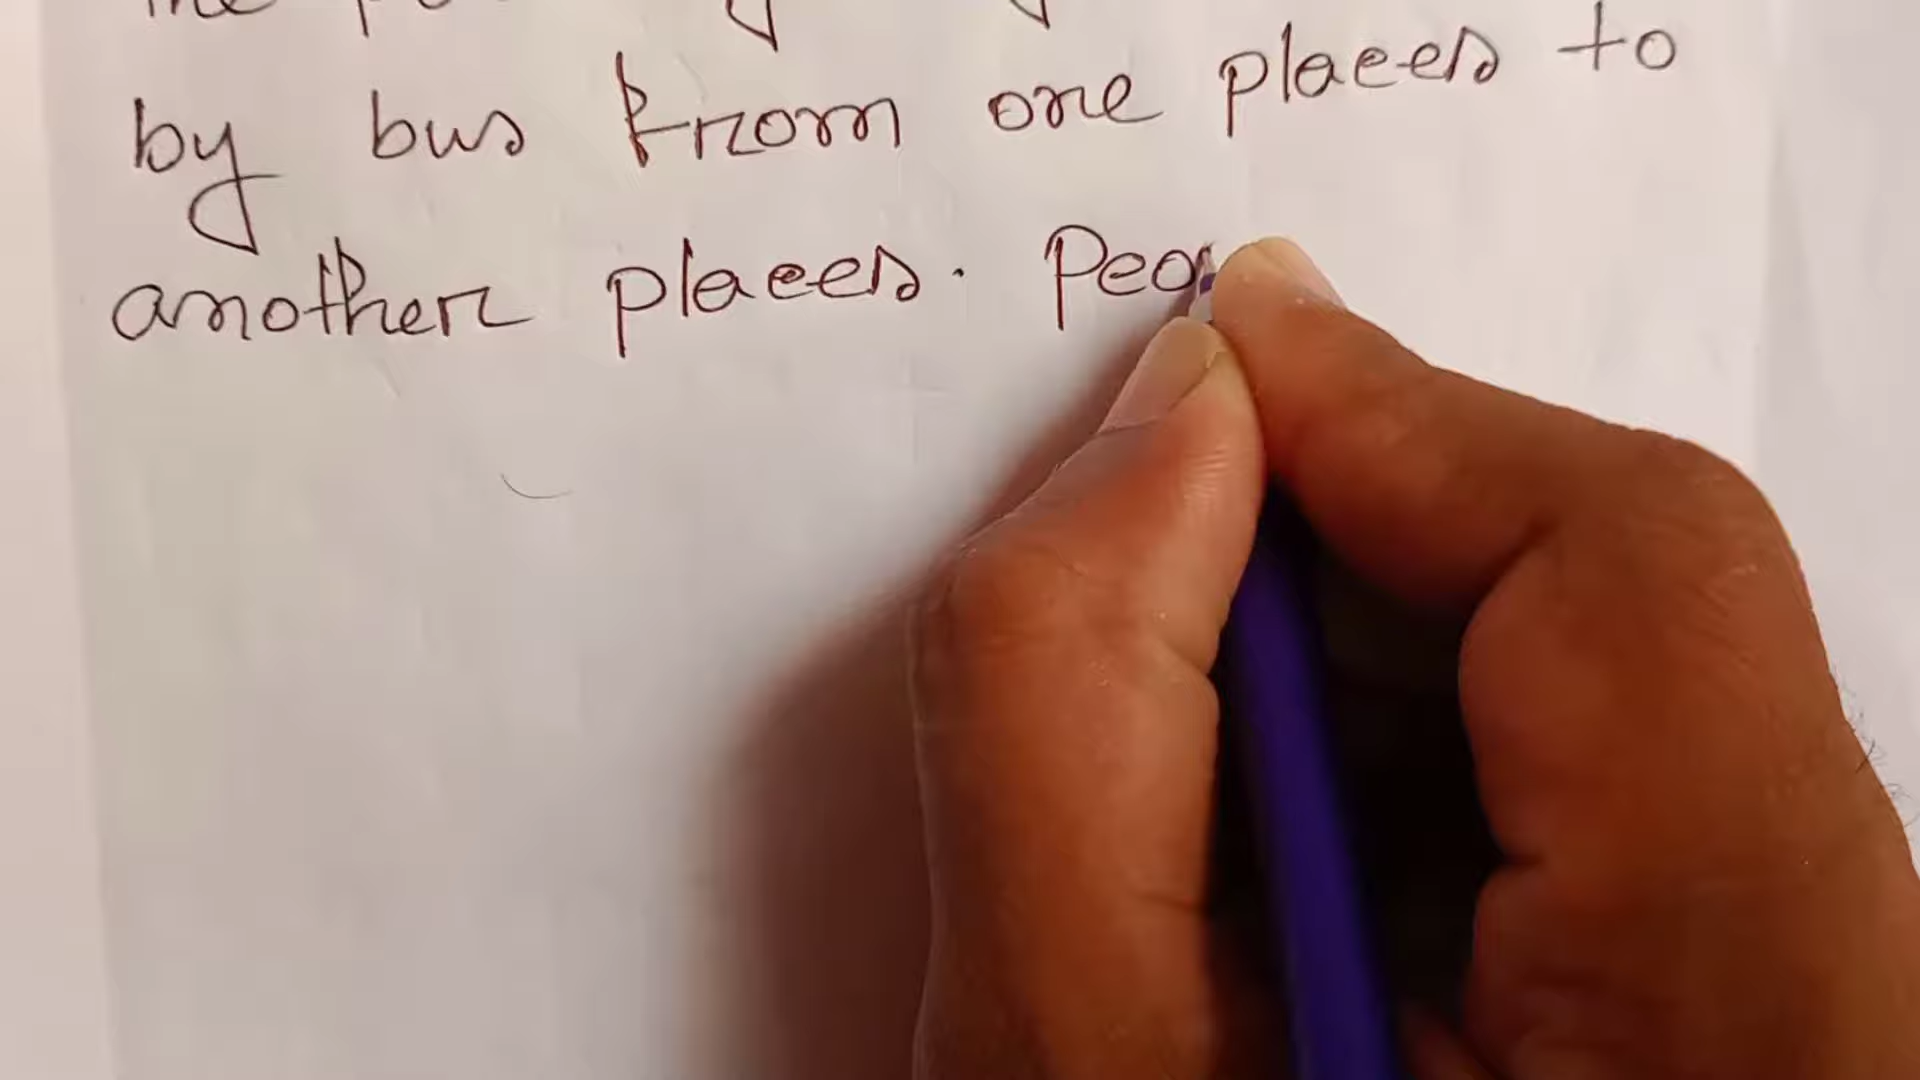 by bus from one places to
another places. Peo